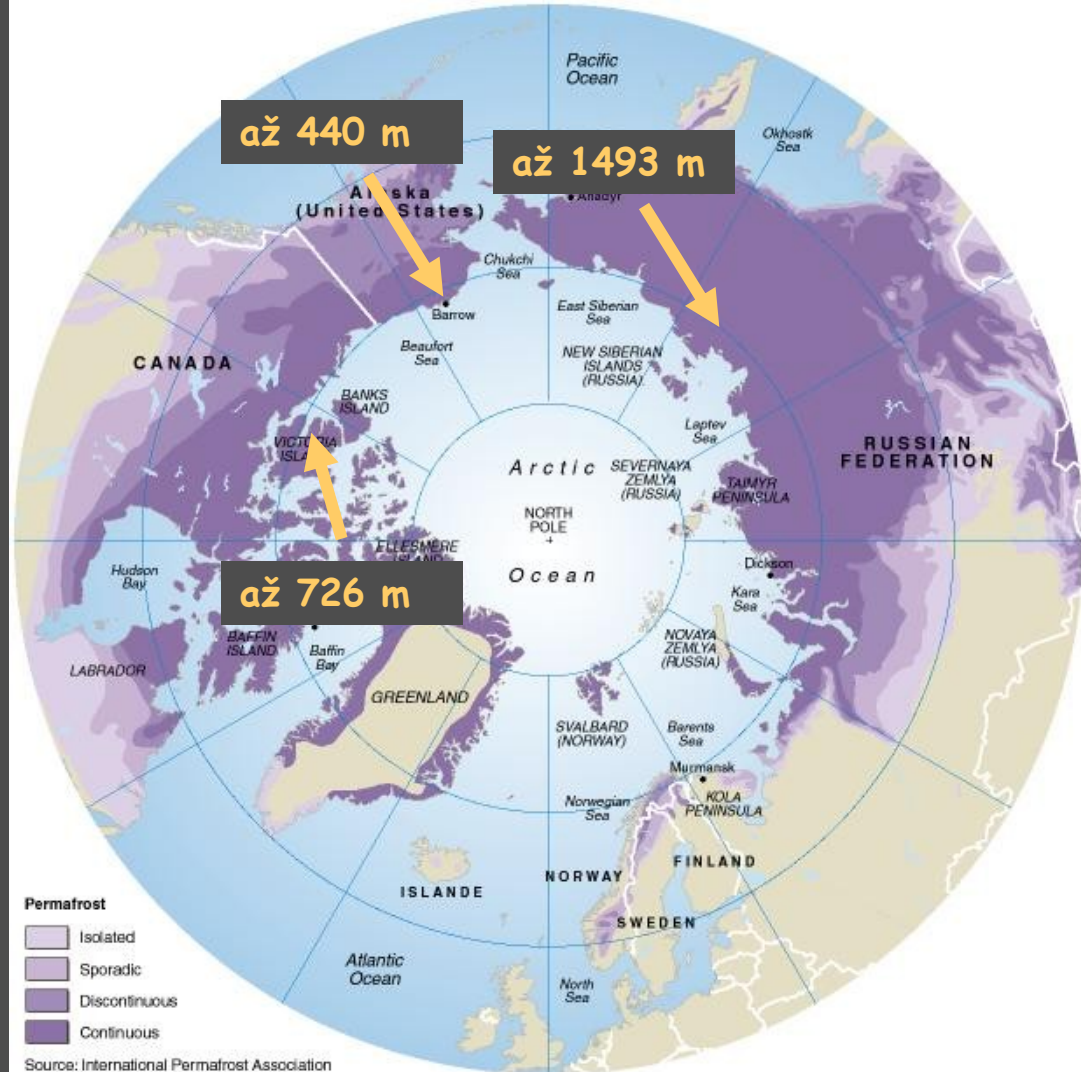 Pacific
Ocean
až 440 m
až 1493 m
Okhostk
Sea
Alaska
(United States)
Anadyr
Chukchi
Sea
Barrow
Beaufort
Sea
East Siberian
Sea
CANADA
NEW SIBERIAN
ISLANDS
(RUSSIA)
BANKS
ISLAND
VICTORIA
ISLAND
Laptev
Sea
RUSSIAN
FEDERATION
Arctic
Ocean
SEVERNAYA
ZEMLYA
(RUSSIA)
TAIMYR
PENINSULA
NORTH
POLE
+
ELLESMERE
ISLAND
Hudson
Bay
až 726 m
Dickson
Kara
Sea
BAFFIN
ISLAND
Baffin
Bay
LABRADOR
NOVAYA
ZEMLYA
(RUSSIA)
GREENLAND
SVALBARD
(NORWAY)
Barents
Sea
Murmansk
KOLA
PENINSULA
Norwegian
Sea
ISLANDE
NORWAY
FINLAND
SWEDEN
Atlantic
Ocean
North
Sea
Permafrost
Isolated
Sporadic
Discontinuous
Continuous
Source: International Permafrost Association